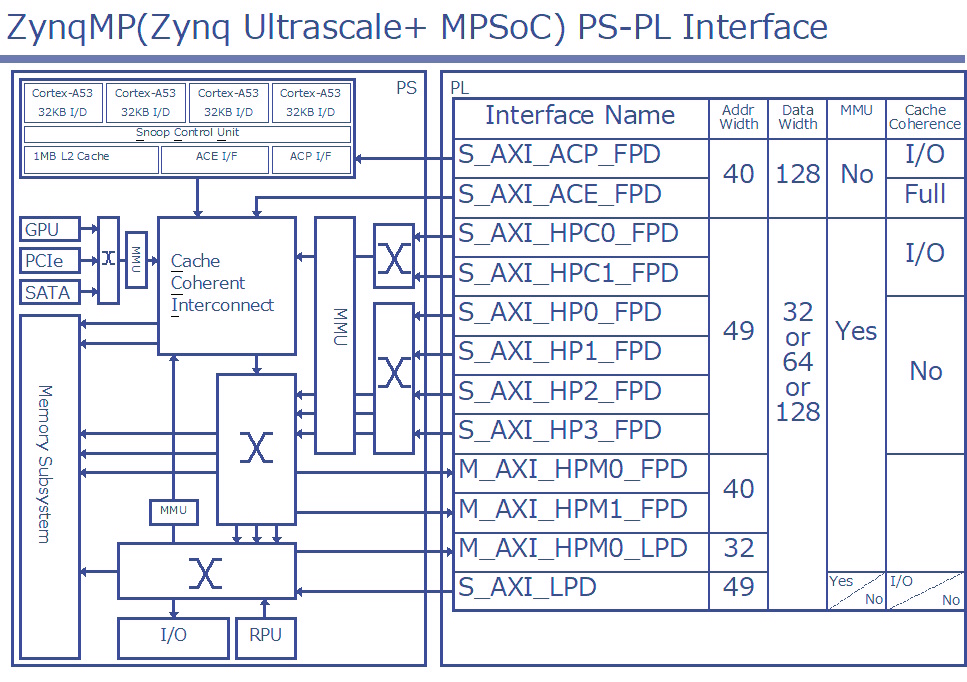 ZynqMP(Zynq Ultrascale+ MPSoC) PS-PL Interface
PS
Cortex-A53
32KB I/D
Cortex-A53
32KB I/D
Cortex-A53
32KB I/D
Cortex-A53
32KB I/D
Snoop Control Unit
1MB L2 Cache
ACE I/F
ACP I/F
GPU
PCIe
SATA
MMU
Cache
Coherent
Interconnect
MMU
Memory Subsystem
MMU
I/O
RPU
PL
Interface Name
Addr
Width
Data
Width
MMU
Cache
Coherence
S_AXI_ACP_FPD
40
128
No
I/O
S_AXI_ACE_FPD
Full
S_AXI_HPC0_FPD
I/O
S_AXI_HPC1_FPD
S_AXI_HP0_FPD
49
32
or
64
or
128
Yes
S_AXI_HP1_FPD
No
S_AXI_HP2_FPD
S_AXI_HP3_FPD
M_AXI_HPM0_FPD
40
M_AXI_HPM1_FPD
M_AXI_HPM0_LPD
32
S_AXI_LPD
49
Yes
No
I/O
No